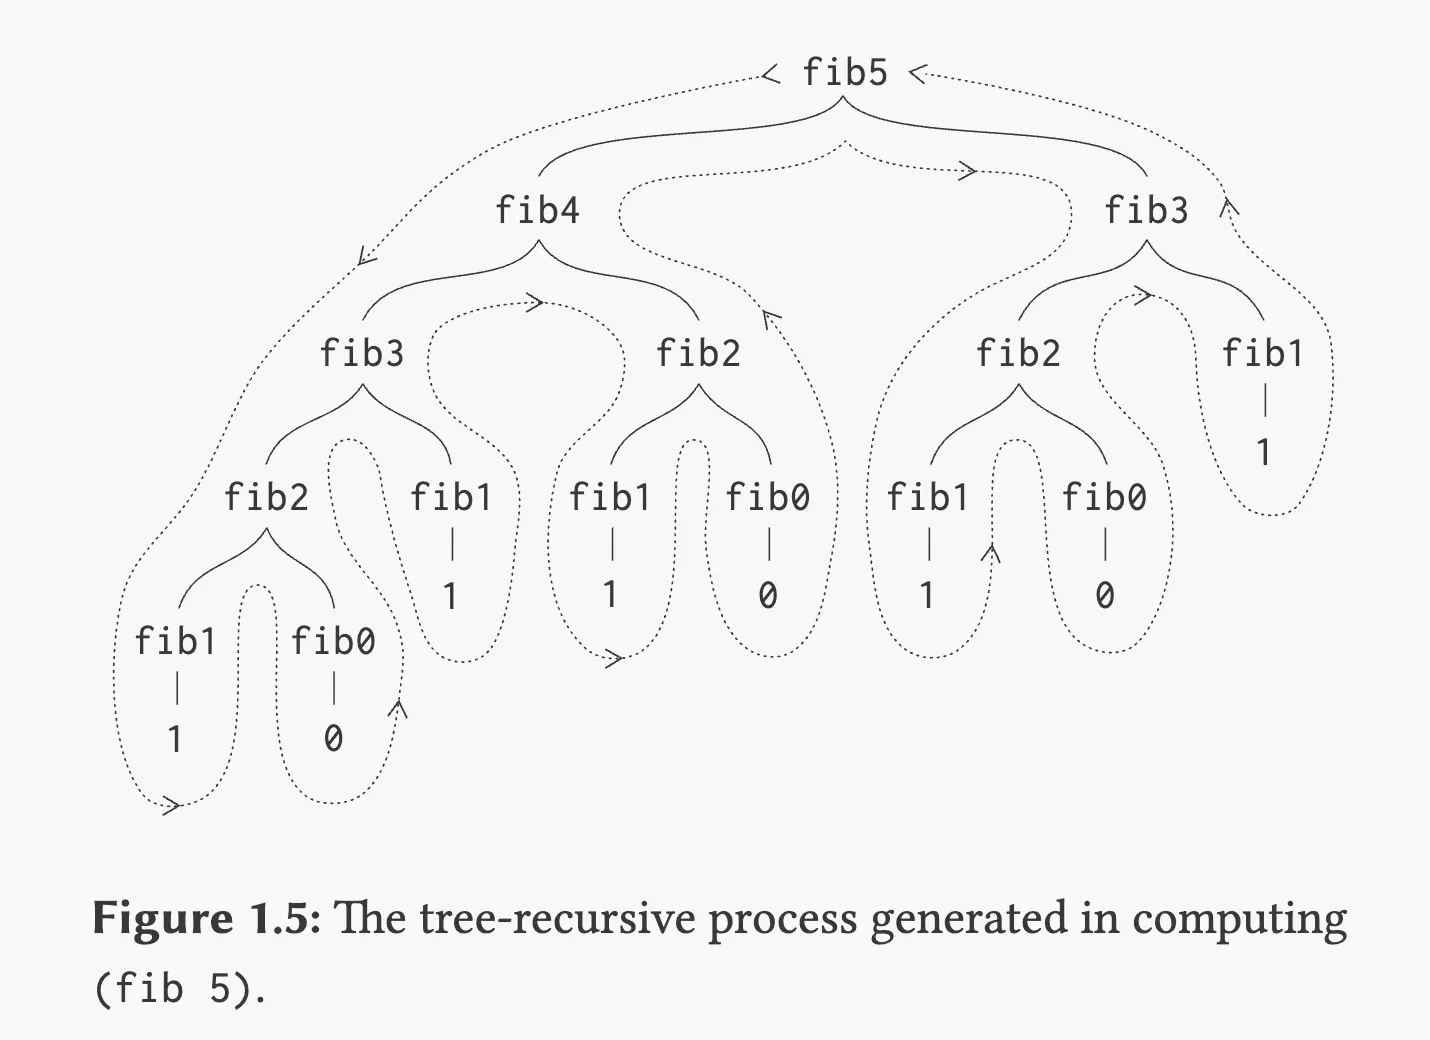 fib5
fib4 fib3
fib3 fib2 fib2 fib1
1
fib2 fib1 fib1 fib0 fib1 fib0
1 1 0 1 0
fib1 fib0
1 0
Figure 1.5: The tree-recursive process generated in computing
(fib 5).